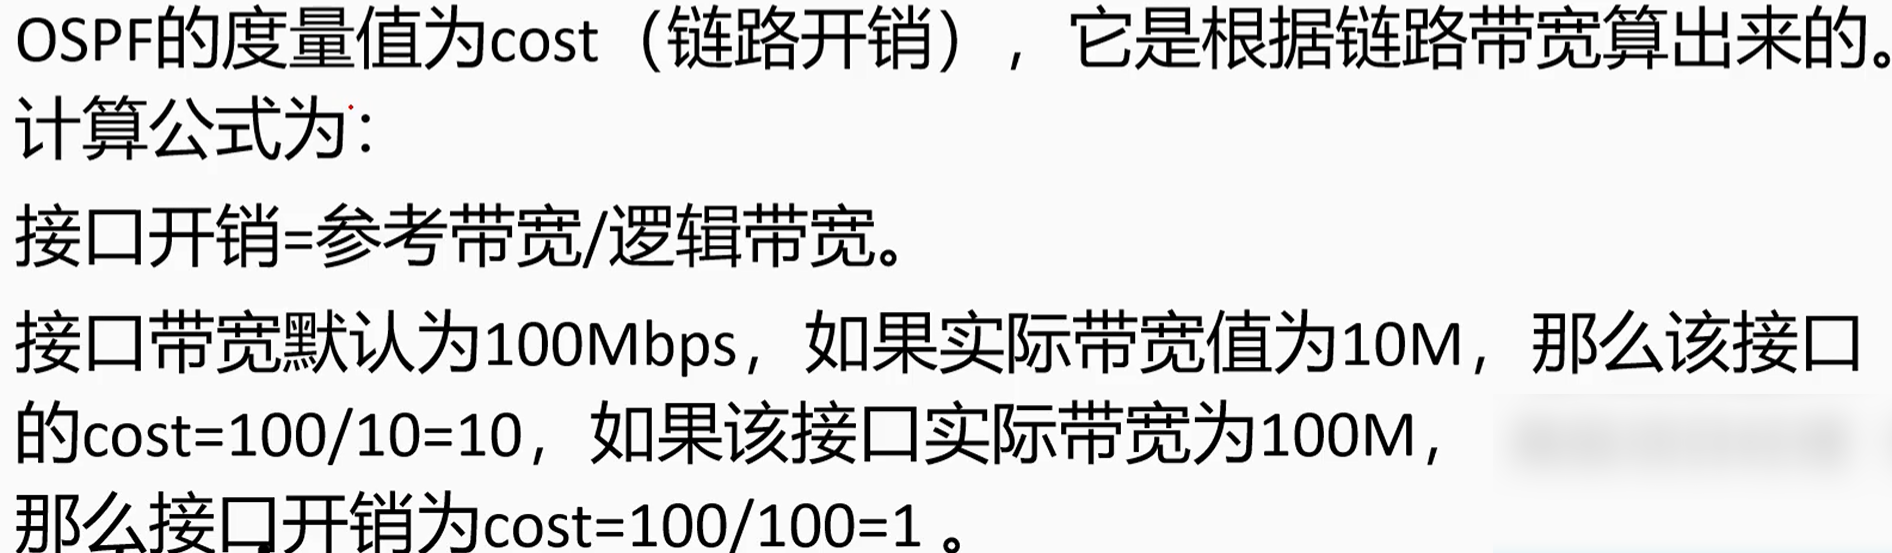 OSPF的度量值为cost（链路开销），它是根据链路带宽算出来的。
计算公式为：
接口开销=参考带宽/逻辑带宽。
接口带宽默认为100Mbps，如果实际带宽值为10M，那么该接口
的cost=100/10=10，如果该接口实际带宽为100M，
那么接口开销为cost=100/100=1 。